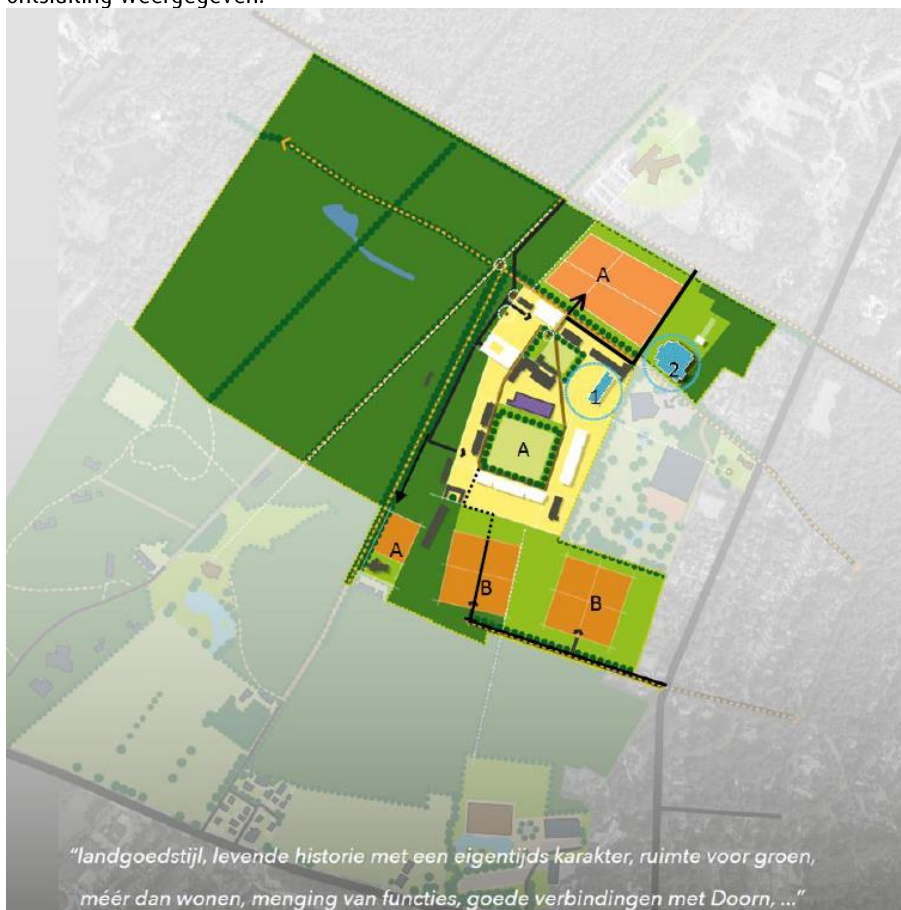 ontsluiting weergegeven.
A
2
1
A
A
B
B
"landgoedstijl, levende historie met een eigentijds karakter, ruimte voor groen,
méér dan wonen, menging van functies, goede verbindingen met Doorn, ..."